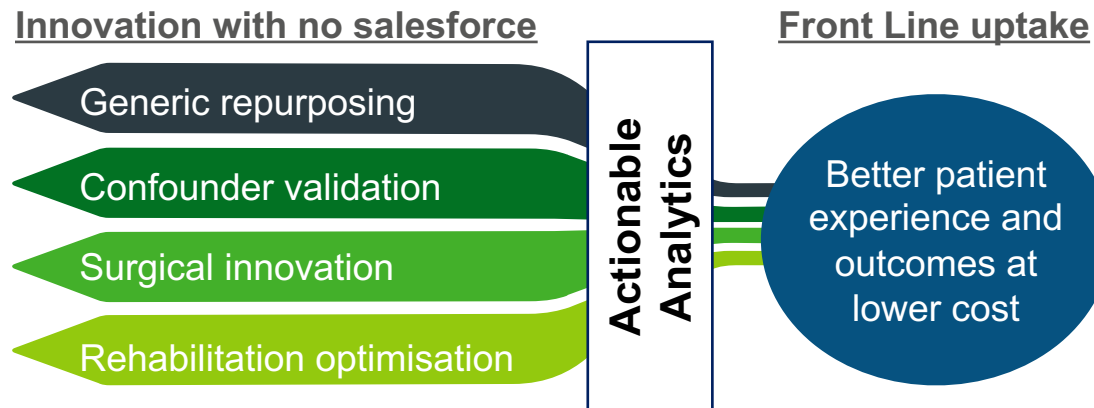 Innovation with no salesforce
Front Line uptake
Generic repurposing
Confounder validation
Surgical innovation
Rehabilitation optimisation
Actionable
Analytics
Better patient
experience and
outcomes at
lower cost